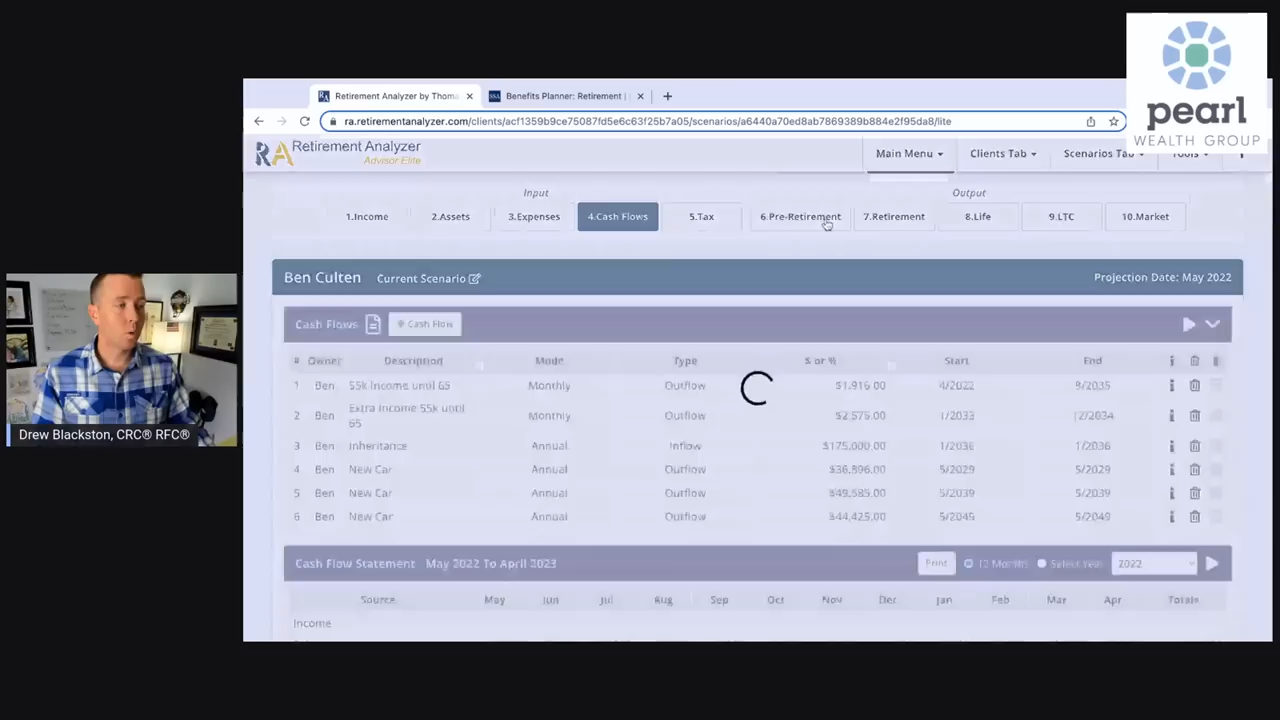 pearl
WEALTH GROUP
Retirement Analyzer by Thoma
Benefits Planner: Retirement |
ra.retirementanalyzer.com/clients/acf1359b9ce75087fd5e6c63f25b7a05/scenarios/a6440a70ed8ab7869389b884e2f95da8/lite
RA Retirement Analyzer
Advisor Elite
Main Menu
Clients Tab
Scenarios Tab
Tools
Input
Output
1.Income
2.Assets
3.Expenses
4.Cash Flows
5.Tax
6.Pre-Retirement
7.Retirement
8.Life
9.LTC
10.Market
Ben Culten Current Scenario Projection Date: May 2022
Cash Flows Cash Flow
# Owner Description Mode Type $ or % Start End
1 Ben 55k Income until 65 Monthly Outflow $1,916.00 4/2022 8/2035
2 Ben Extra Income 55k until 65 Monthly Outflow $2,575.00 1/2033 12/2034
3 Ben Inheritance Annual Inflow $175,000.00 1/2036 1/2036
4 Ben New Car Annual Outflow $36,896.00 5/2029 5/2029
5 Ben New Car Annual Outflow $49,585.00 5/2039 5/2039
6 Ben New Car Annual Outflow $44,425.00 5/2049 5/2049
Cash Flow Statement May 2022 To April 2023 Print 12 Months Select Year 2022
Source May Jun Jul Aug Sep Oct Nov Dec Jan Feb Mar Apr Totals
Income
Drew Blackston, CRC® RFC®